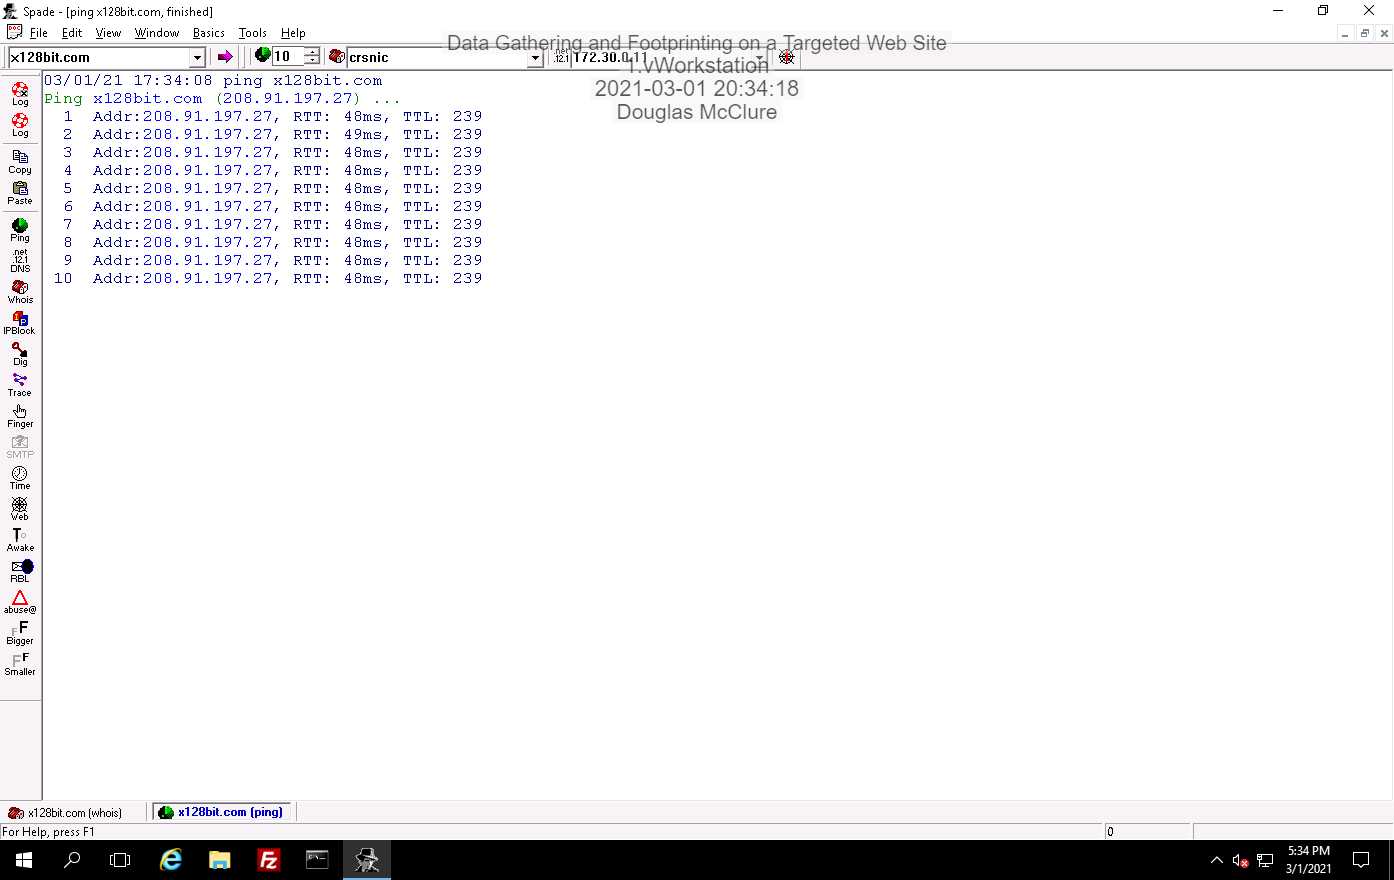 Spade - [ping x128bit.com, finished]
File Edit View Window Basics Tools Help
Data Gathering and Footprinting on a Targeted Web Site
1.vWorkstation
2021-03-01 20:34:18
Douglas McClure
x128bit.com 10 crsnic .net 12.1 172.30.0.11
03/01/21 17:34:08 ping x128bit.com
Ping x128bit.com (208.91.197.27) ...
1 Addr:208.91.197.27, RTT: 48ms, TTL: 239
2 Addr:208.91.197.27, RTT: 49ms, TTL: 239
3 Addr:208.91.197.27, RTT: 48ms, TTL: 239
4 Addr:208.91.197.27, RTT: 48ms, TTL: 239
5 Addr:208.91.197.27, RTT: 48ms, TTL: 239
6 Addr:208.91.197.27, RTT: 48ms, TTL: 239
7 Addr:208.91.197.27, RTT: 48ms, TTL: 239
8 Addr:208.91.197.27, RTT: 48ms, TTL: 239
9 Addr:208.91.197.27, RTT: 48ms, TTL: 239
10 Addr:208.91.197.27, RTT: 48ms, TTL: 239
Log
Log
Copy
Paste
Ping
.net
12.1
DNS
Whois
IPBlock
Dig
Trace
Finger
SMTP
Time
Web
Awake
RBL
abuse@
Bigger
Smaller
x128bit.com (whois) x128bit.com (ping)
For Help, press F1 0
5:34 PM
3/1/2021